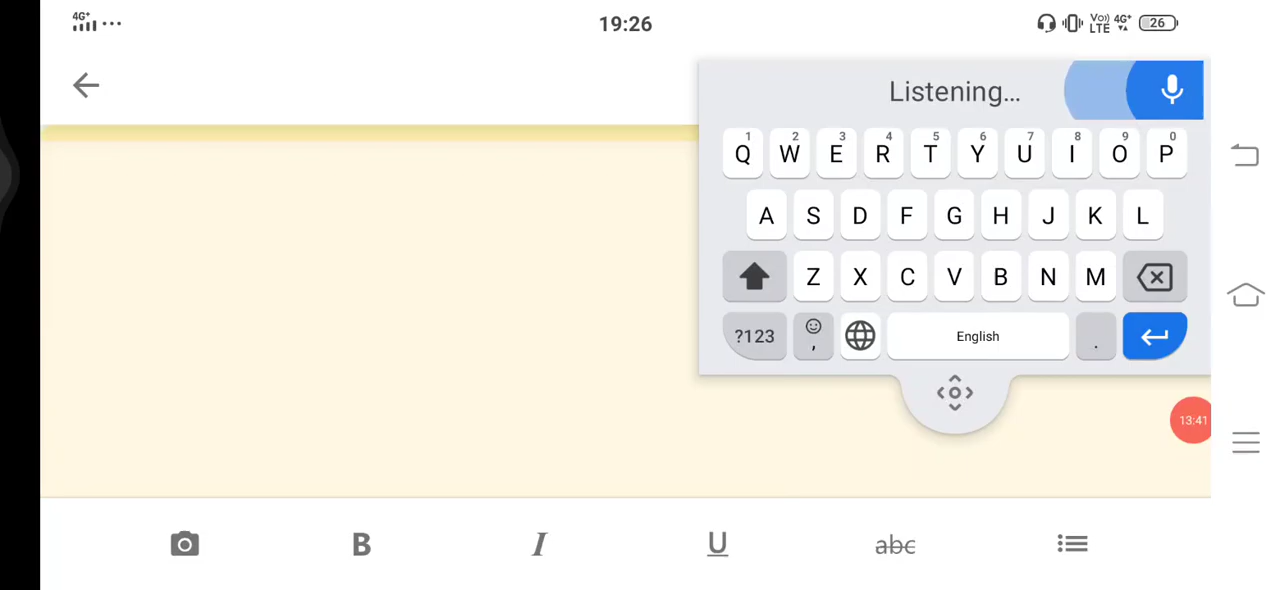 4G+ 19:26 Vo) LTE 4G+ 26
Listening...
1 2 3 4 5 6 7 8 9 0
Q W E R T Y U I O P
A S D F G H J K L
Z X C V B N M
?123 , English .
13:41
B I U abc